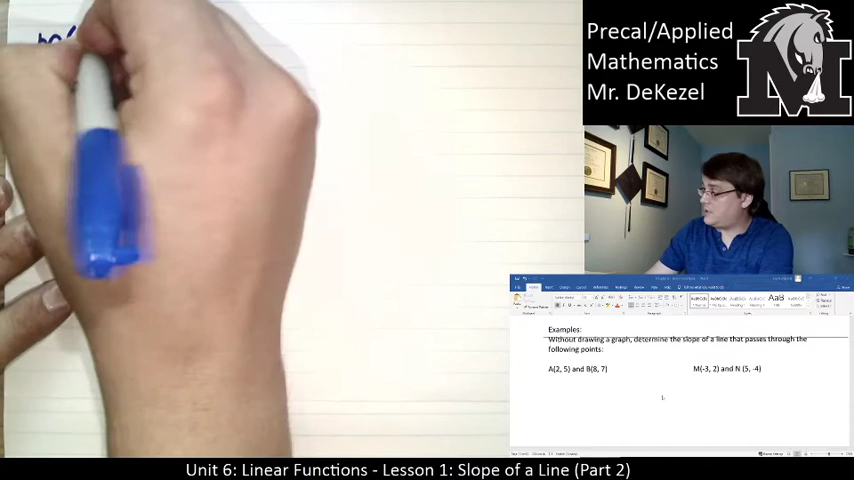 Precal/Applied
Mathematics
Mr. DeKezel
Examples:
Without drawing a graph, determine the slope of a line that passes through the
following points:
A(2, 5) and B(8, 7)
M(-3, 2) and N (5, -4)
Unit 6: Linear Functions - Lesson 1: Slope of a Line (Part 2)